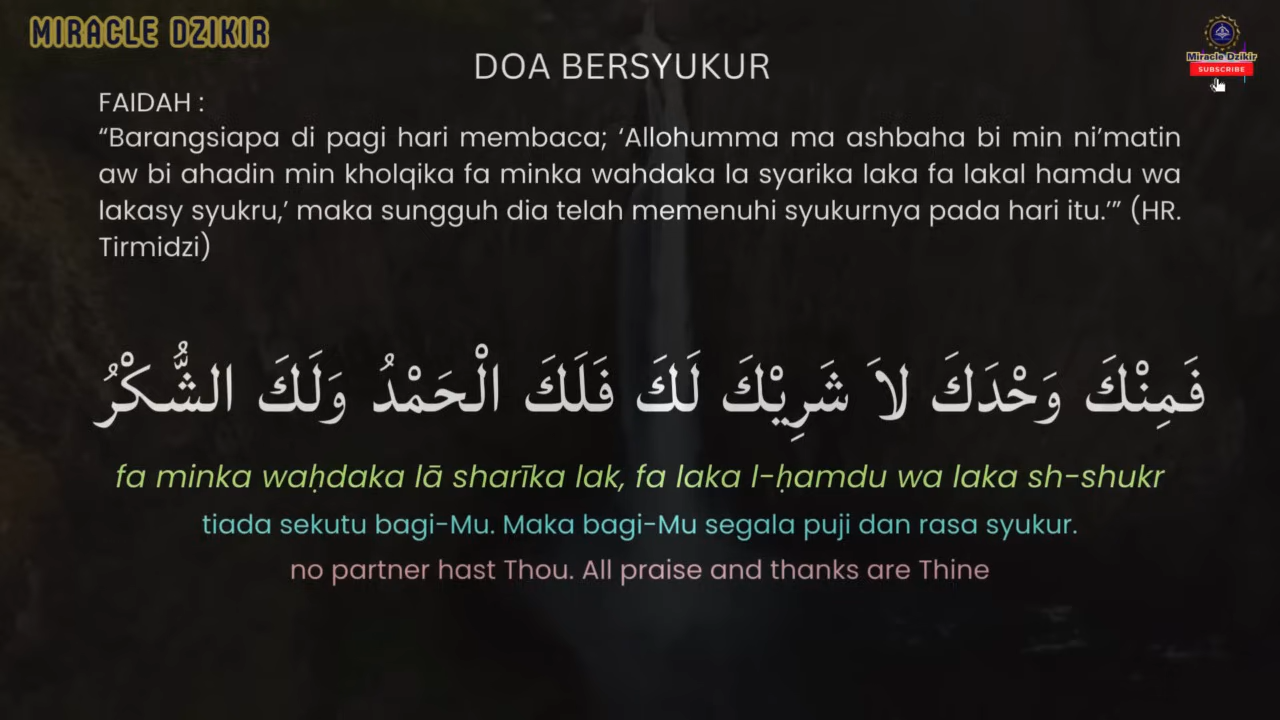 MIRACLE DZIKIR
Miracle Dzikir
SUBSCRIBE
DOA BERSYUKUR
FAIDAH :
“Barangsiapa di pagi hari membaca; ‘Allohumma ma ashbaha bi min ni’matin
aw bi ahadin min kholqika fa minka wahdaka la syarika laka fa lakal hamdu wa
lakasy syukru,’ maka sungguh dia telah memenuhi syukurnya pada hari itu.’” (HR.
Tirmidzi)
فَمِنْكَ وَحْدَكَ لاَ شَرِيْكَ لَكَ فَلَكَ الْحَمْدُ وَلَكَ الشُّكْرُ
fa minka waḥdaka lā sharīka lak, fa laka l-ḥamdu wa laka sh-shukr
tiada sekutu bagi-Mu. Maka bagi-Mu segala puji dan rasa syukur.
no partner hast Thou. All praise and thanks are Thine